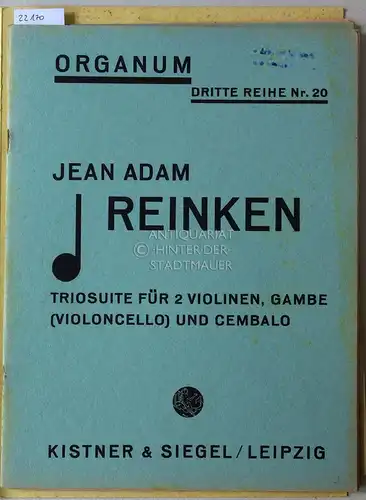 22170
ORGANUM
DRITTE REIHE Nr. 20
JEAN ADAM
REINKEN
ANTIQUARIAT
© HINTER DER
STADTMAUER
TRIOSUITE FÜR 2 VIOLINEN, GAMBE
(VIOLONCELLO) UND CEMBALO
KISTNER & SIEGEL/LEIPZIG